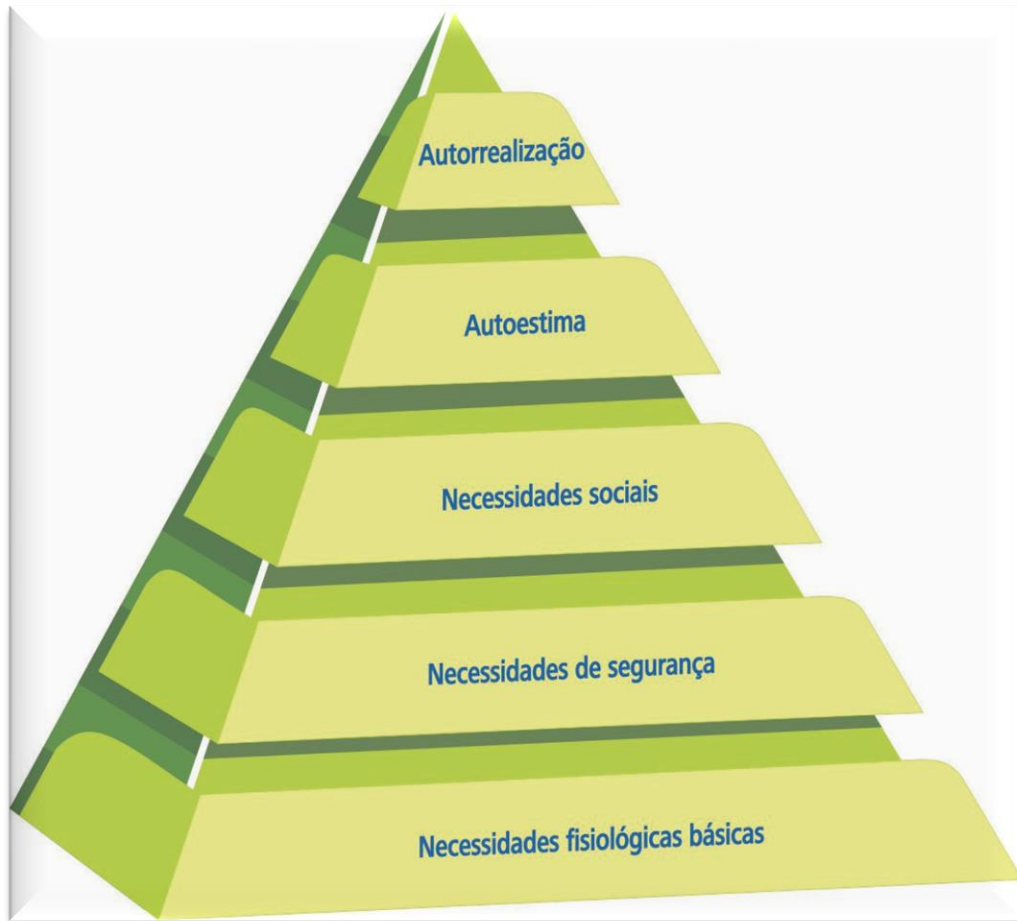 Autorrealização
Autoestima
Necessidades sociais
Necessidades de segurança
Necessidades fisiológicas básicas